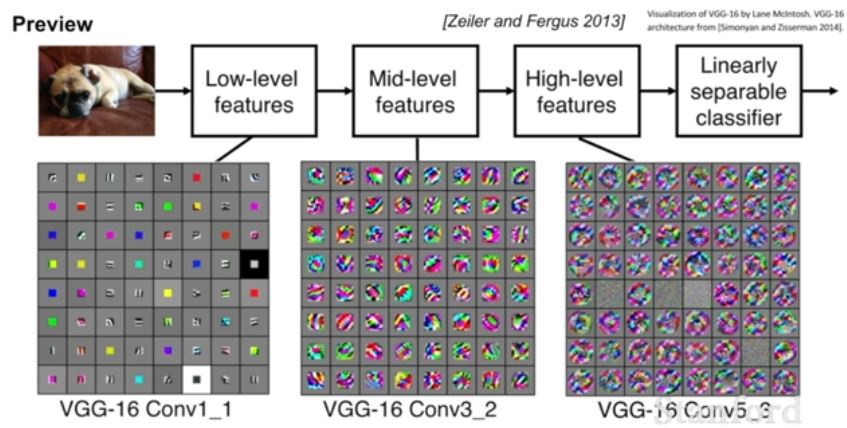 Preview
[Zeiler and Fergus 2013]
Visualization of VGG-16 by Lane McIntosh. VGG-16
architecture from [Simonyan and Zisserman 2014].
Low-level
features
Mid-level
features
High-level
features
Linearly
separable
classifier
VGG-16 Conv1_1
VGG-16 Conv3_2
VGG-16 Conv5_3
Stanford